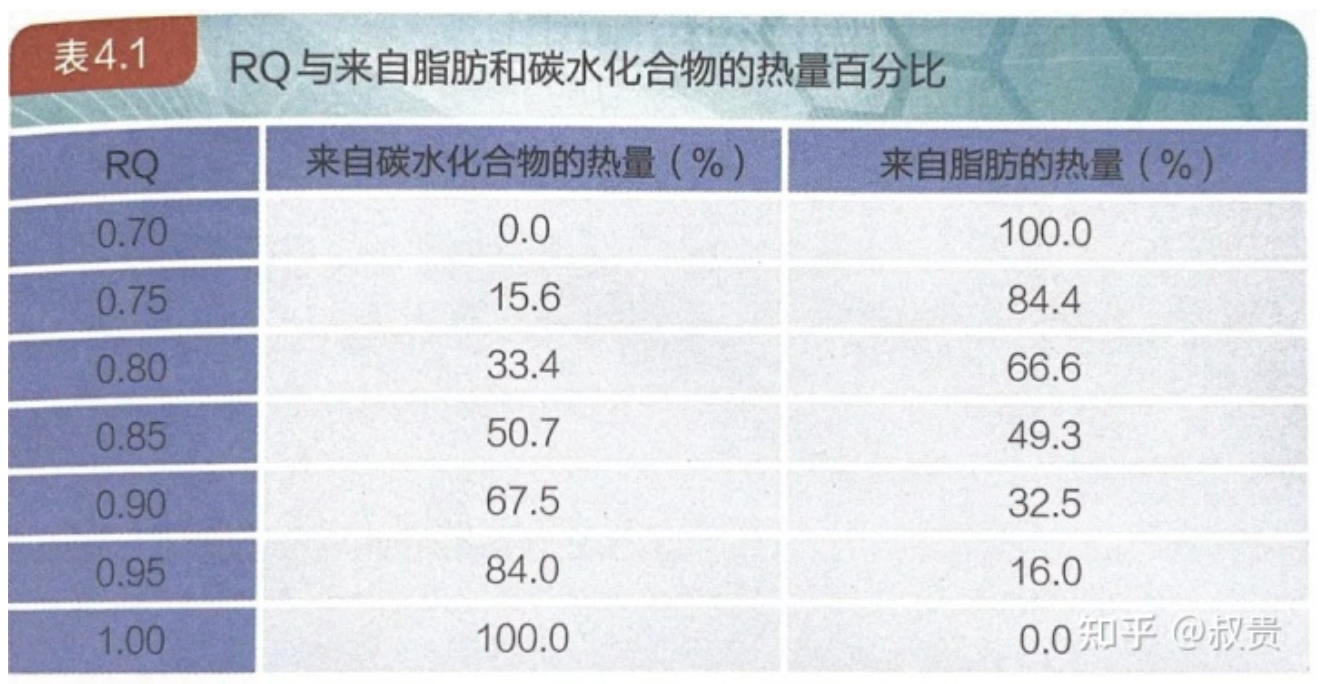 表4.1
RQ与来自脂肪和碳水化合物的热量百分比
RQ 来自碳水化合物的热量(%) 来自脂肪的热量(%)
0.70 0.0 100.0
0.75 15.6 84.4
0.80 33.4 66.6
0.85 50.7 49.3
0.90 67.5 32.5
0.95 84.0 16.0
1.00 100.0 0.0
知乎 @叔贵